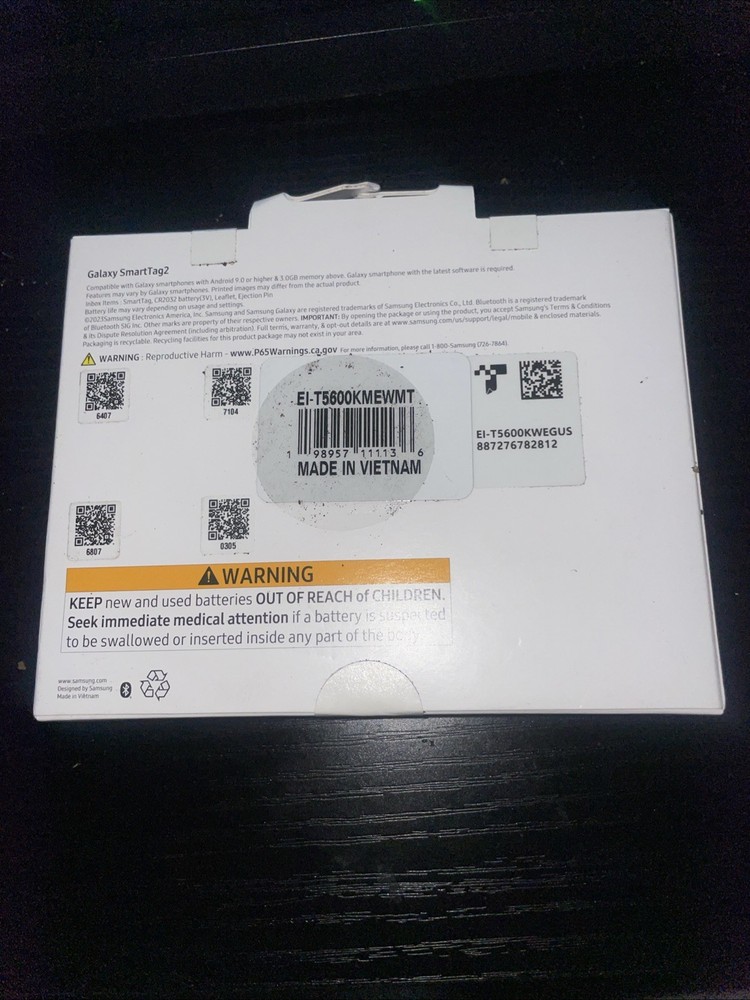 Galaxy SmartTag2
Compatible with Galaxy smartphones with Android 9.0 or higher & 3.0GB memory above. Galaxy smartphone with the latest software is required.
Features may vary by Galaxy smartphones. Printed images may differ from the actual product.
Inbox Items : SmartTag, CR2032 battery(3V), Leaflet, Ejection Pin
Battery life may vary depending on usage and settings.
©2023Samsung Electronics America, Inc. Samsung and Samsung Galaxy are registered trademarks of Samsung Electronics Co., Ltd. Bluetooth is a registered trademark
of Bluetooth SIG Inc. Other marks are property of their respective owners. IMPORTANT: By opening the package or using the product, you accept Samsung's Terms & Conditions
& its Dispute Resolution Agreement (including arbitration). Full terms, warranty, & opt-out details are at www.samsung.com/us/support/legal/mobile & enclosed materials.
Packaging is recyclable. Recycling facilities for this product package may not exist in your area.
WARNING : Reproductive Harm - www.P65Warnings.ca.gov For more information, please call 1-800-Samsung (726-7864).
6407
7104
EI-T5600KMEWMT
1 98957 11113 6
MADE IN VIETNAM
EI-T5600KWEGUS
887276782812
6807
0305
WARNING
KEEP new and used batteries OUT OF REACH of CHILDREN.
Seek immediate medical attention if a battery is suspected
to be swallowed or inserted inside any part of the body
www.samsung.com
Designed by Samsung
Made in Vietnam